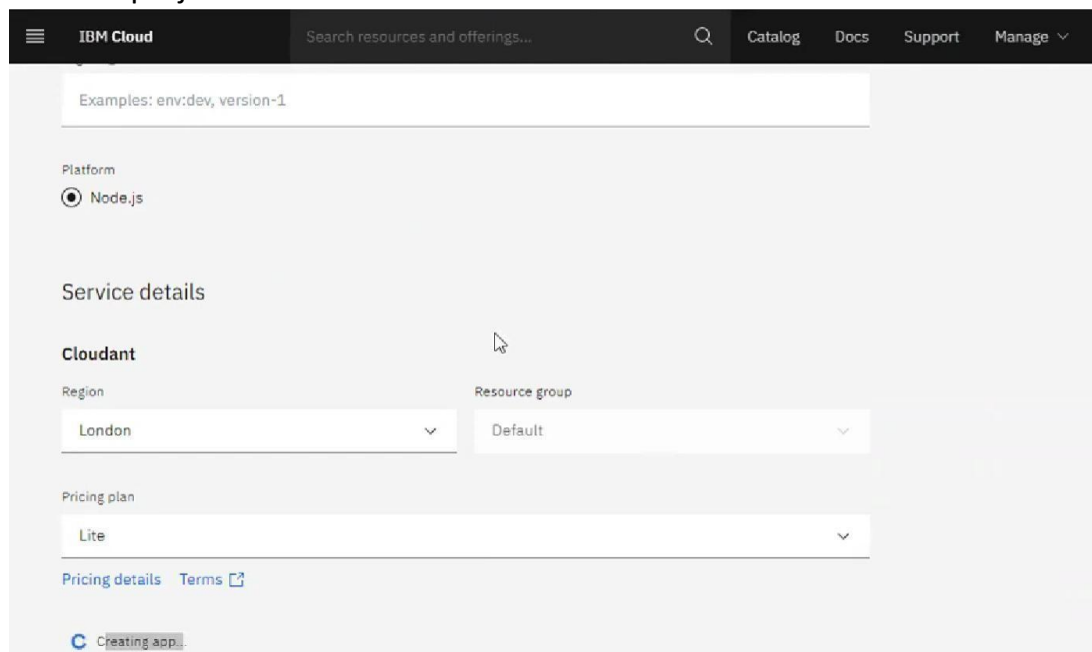 IBM Cloud Search resources and offerings... Catalog Docs Support Manage
Examples: env:dev, version-1
Platform
Node.js
Service details
Cloudant
Region Resource group
London Default
Pricing plan
Lite
Pricing details Terms
Creating app...